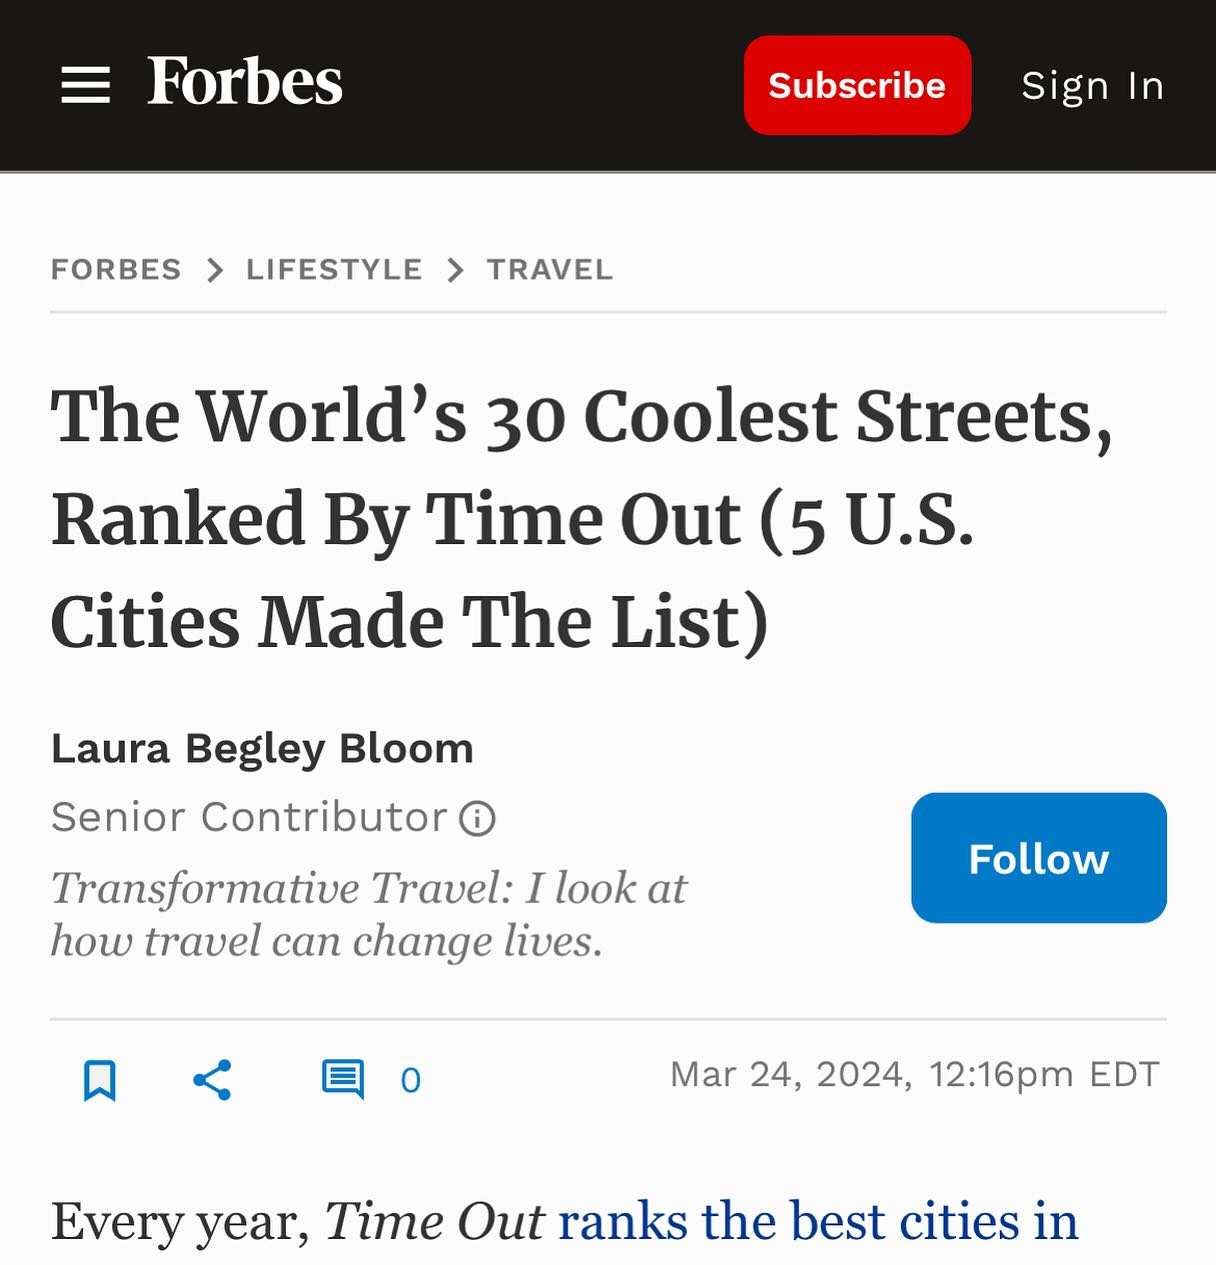 Forbes
Subscribe
Sign In
FORBES > LIFESTYLE > TRAVEL
The World’s 30 Coolest Streets,
Ranked By Time Out (5 U.S.
Cities Made The List)
Laura Begley Bloom
Senior Contributor
Transformative Travel: I look at
how travel can change lives.
Follow
0
Mar 24, 2024, 12:16pm EDT
Every year, Time Out ranks the best cities in